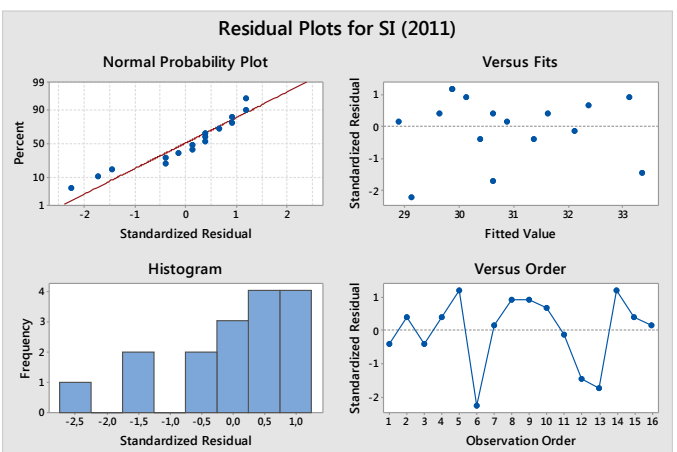 Residual Plots for SI (2011)
Normal Probability Plot
99
90
50
10
1
Percent
-2 -1 0 1 2
Standardized Residual
Versus Fits
1
0
-1
-2
Standardized Residual
29 30 31 32 33
Fitted Value
Histogram
4
3
2
1
0
Frequency
-2,5 -2,0 -1,5 -1,0 -0,5 0,0 0,5 1,0
Standardized Residual
Versus Order
1
0
-1
-2
Standardized Residual
1 2 3 4 5 6 7 8 9 10 11 12 13 14 15 16
Observation Order